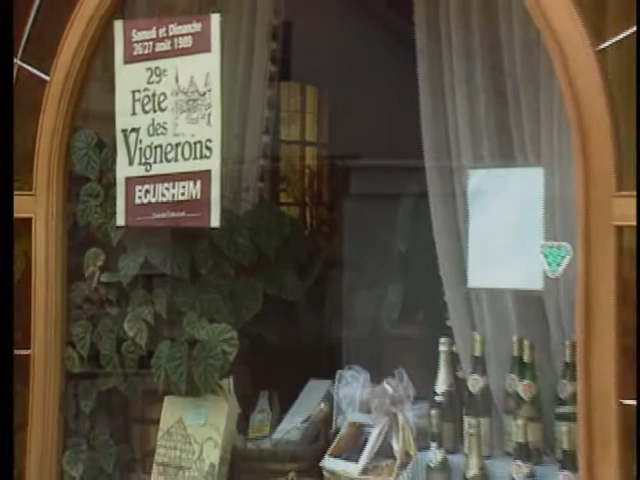 Samedi et Dimanche
26/27 août 1989
29e
Fête
des
Vignerons
EGUISHEIM